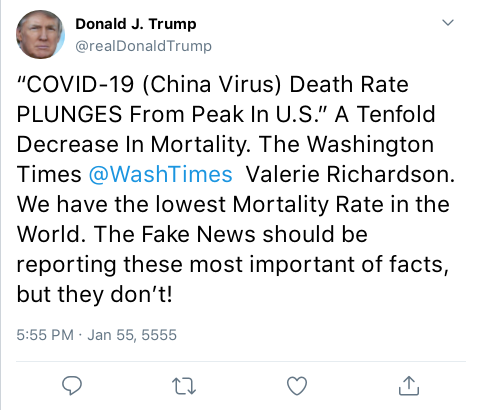 Donald J. Trump
@realDonaldTrump
“COVID-19 (China Virus) Death Rate
PLUNGES From Peak In U.S.” A Tenfold
Decrease In Mortality. The Washington
Times @WashTimes  Valerie Richardson.
We have the lowest Mortality Rate in the
World. The Fake News should be
reporting these most important of facts,
but they don’t!
5:55 PM · Jan 55, 5555